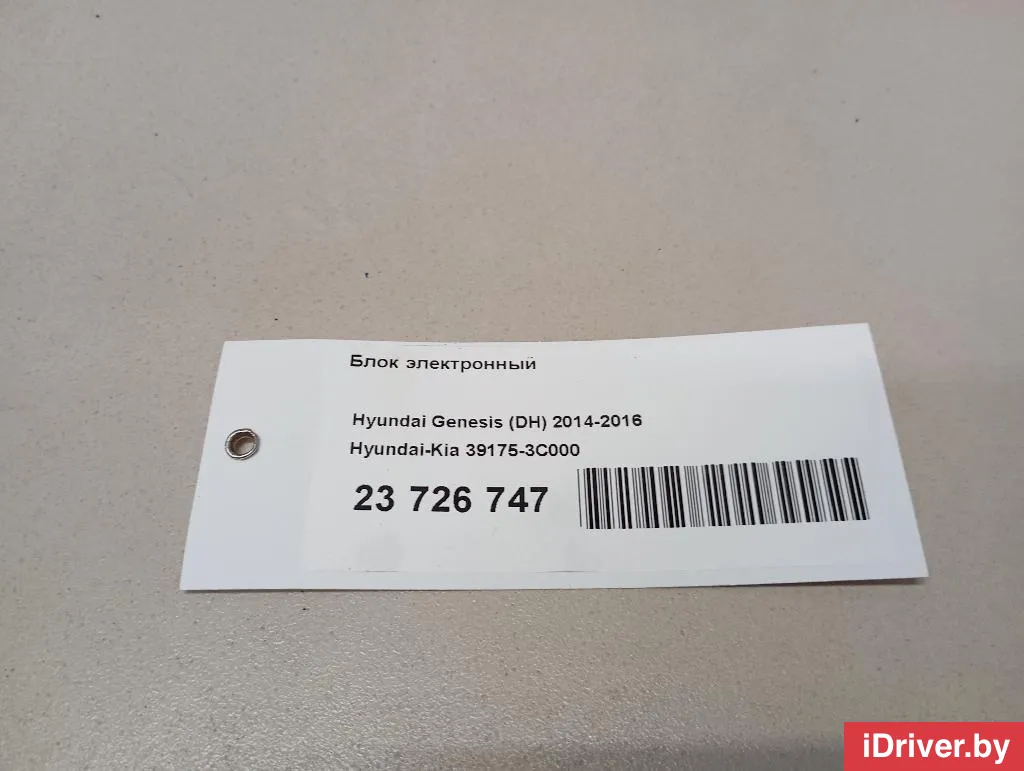 Блок электронный
Hyundai Genesis (DH) 2014-2016
Hyundai-Kia 39175-3C000
23 726 747
iDriver.by